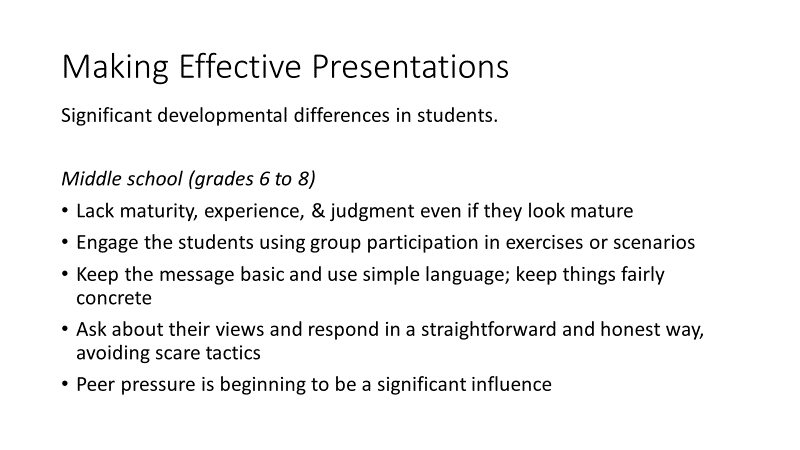 Making Effective Presentations
Significant developmental differences in students.
Middle school (grades 6 to 8)
• Lack maturity, experience, & judgment even if they look mature
• Engage the students using group participation in exercises or scenarios
• Keep the message basic and use simple language; keep things fairly
concrete
• Ask about their views and respond in a straightforward and honest way,
avoiding scare tactics
• Peer pressure is beginning to be a significant influence